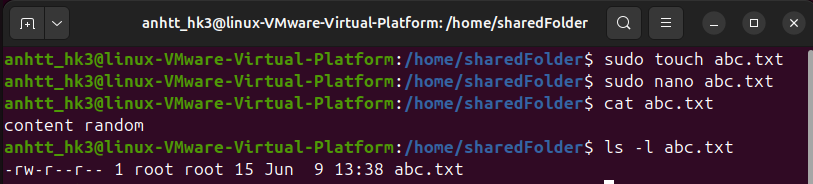 anhtt_hk3@linux-VMware-Virtual-Platform: /home/sharedFolder
anhtt_hk3@linux-VMware-Virtual-Platform:/home/sharedFolder$ sudo touch abc.txt
anhtt_hk3@linux-VMware-Virtual-Platform:/home/sharedFolder$ sudo nano abc.txt
anhtt_hk3@linux-VMware-Virtual-Platform:/home/sharedFolder$ cat abc.txt
content random
anhtt_hk3@linux-VMware-Virtual-Platform:/home/sharedFolder$ ls -l abc.txt
-rw-r--r-- 1 root root 15 Jun  9 13:38 abc.txt